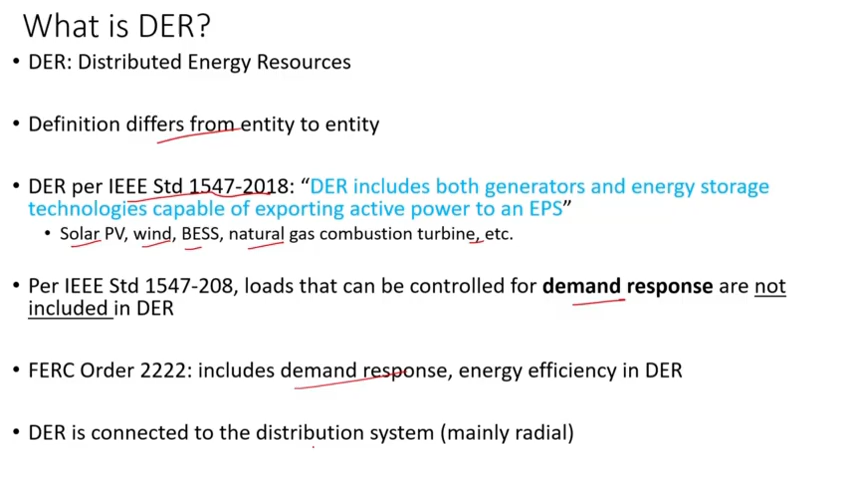 What is DER?
• DER: Distributed Energy Resources
• Definition differs from entity to entity
• DER per IEEE Std 1547-2018: “DER includes both generators and energy storage
technologies capable of exporting active power to an EPS”
• Solar PV, wind, BESS, natural gas combustion turbine, etc.
• Per IEEE Std 1547-208, loads that can be controlled for demand response are not
included in DER
• FERC Order 2222: includes demand response, energy efficiency in DER
• DER is connected to the distribution system (mainly radial)